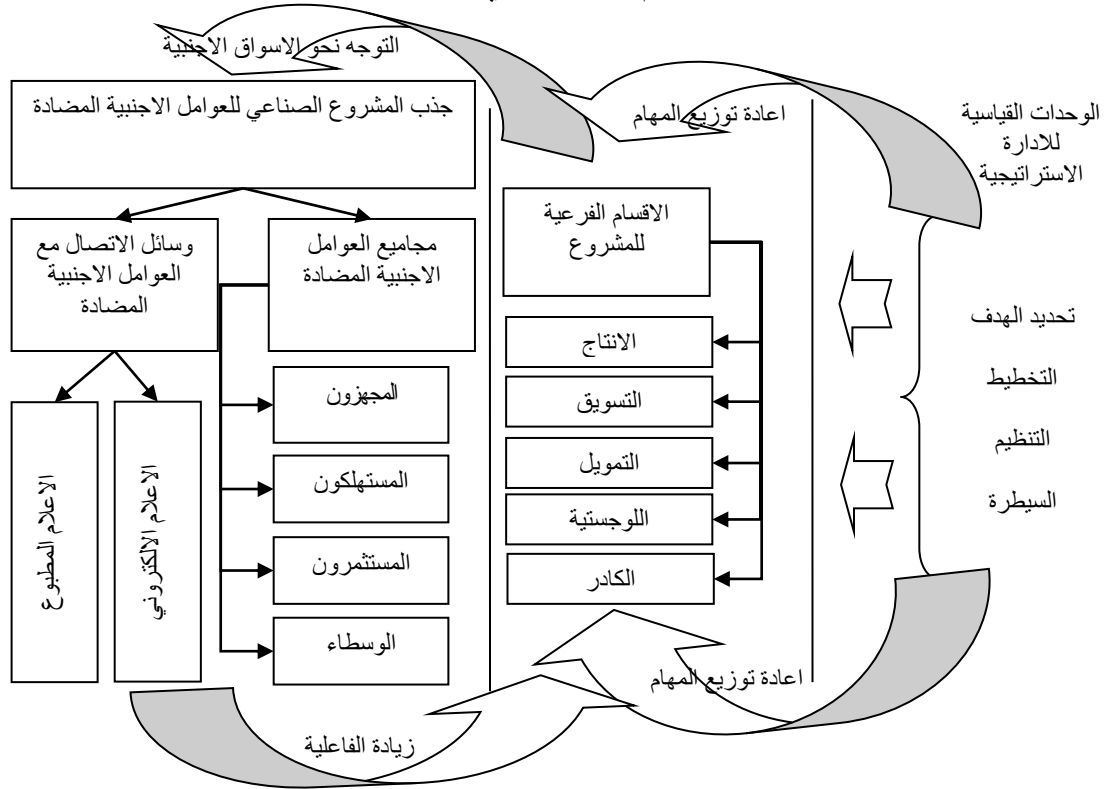 التوجه نحو الاسواق الاجنبية
جذب المشروع الصناعي للعوامل الاجنبية المضادة
اعادة توزيع المهام
الوحدات القياسية
للادارة
الاستراتيجية
الاقسام الفرعية
للمشروع
مجاميع العوامل
الاجنبية المضادة
وسائل الاتصال مع
العوامل الاجنبية
المضادة
تحديد الهدف
التخطيط
التنظيم
السيطرة
الانتاج
التسويق
التمويل
اللوجستية
الكادر
المجهزون
المستهلكون
المستثمرون
الوسطاء
الاعلام الالكتروني
الاعلام المطبوع
اعادة توزيع المهام
زيادة الفاعلية